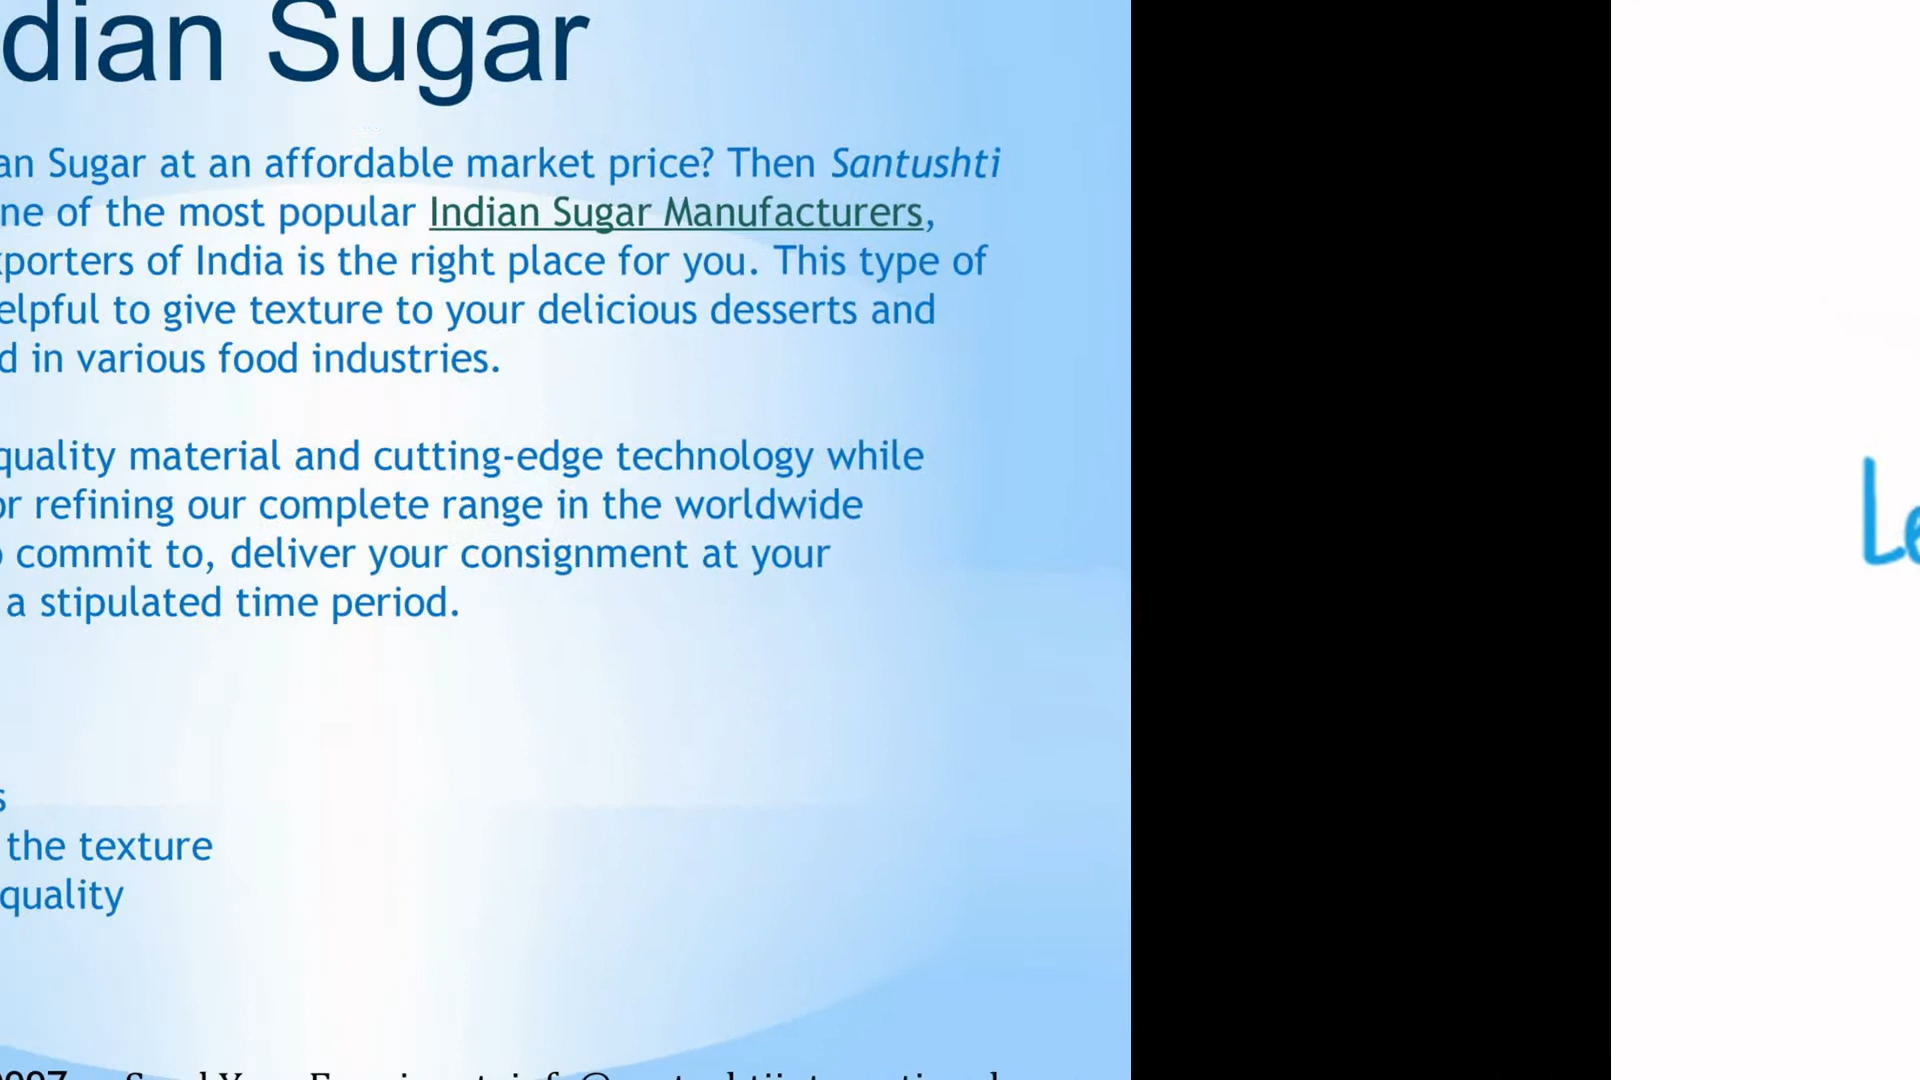 dian Sugar
an Sugar at an affordable market price? Then Santushti
ne of the most popular Indian Sugar Manufacturers,
porters of India is the right place for you. This type of
elpful to give texture to your delicious desserts and
d in various food industries.
quality material and cutting-edge technology while
or refining our complete range in the worldwide
commit to, deliver your consignment at your
a stipulated time period.
s
the texture
quality
Le